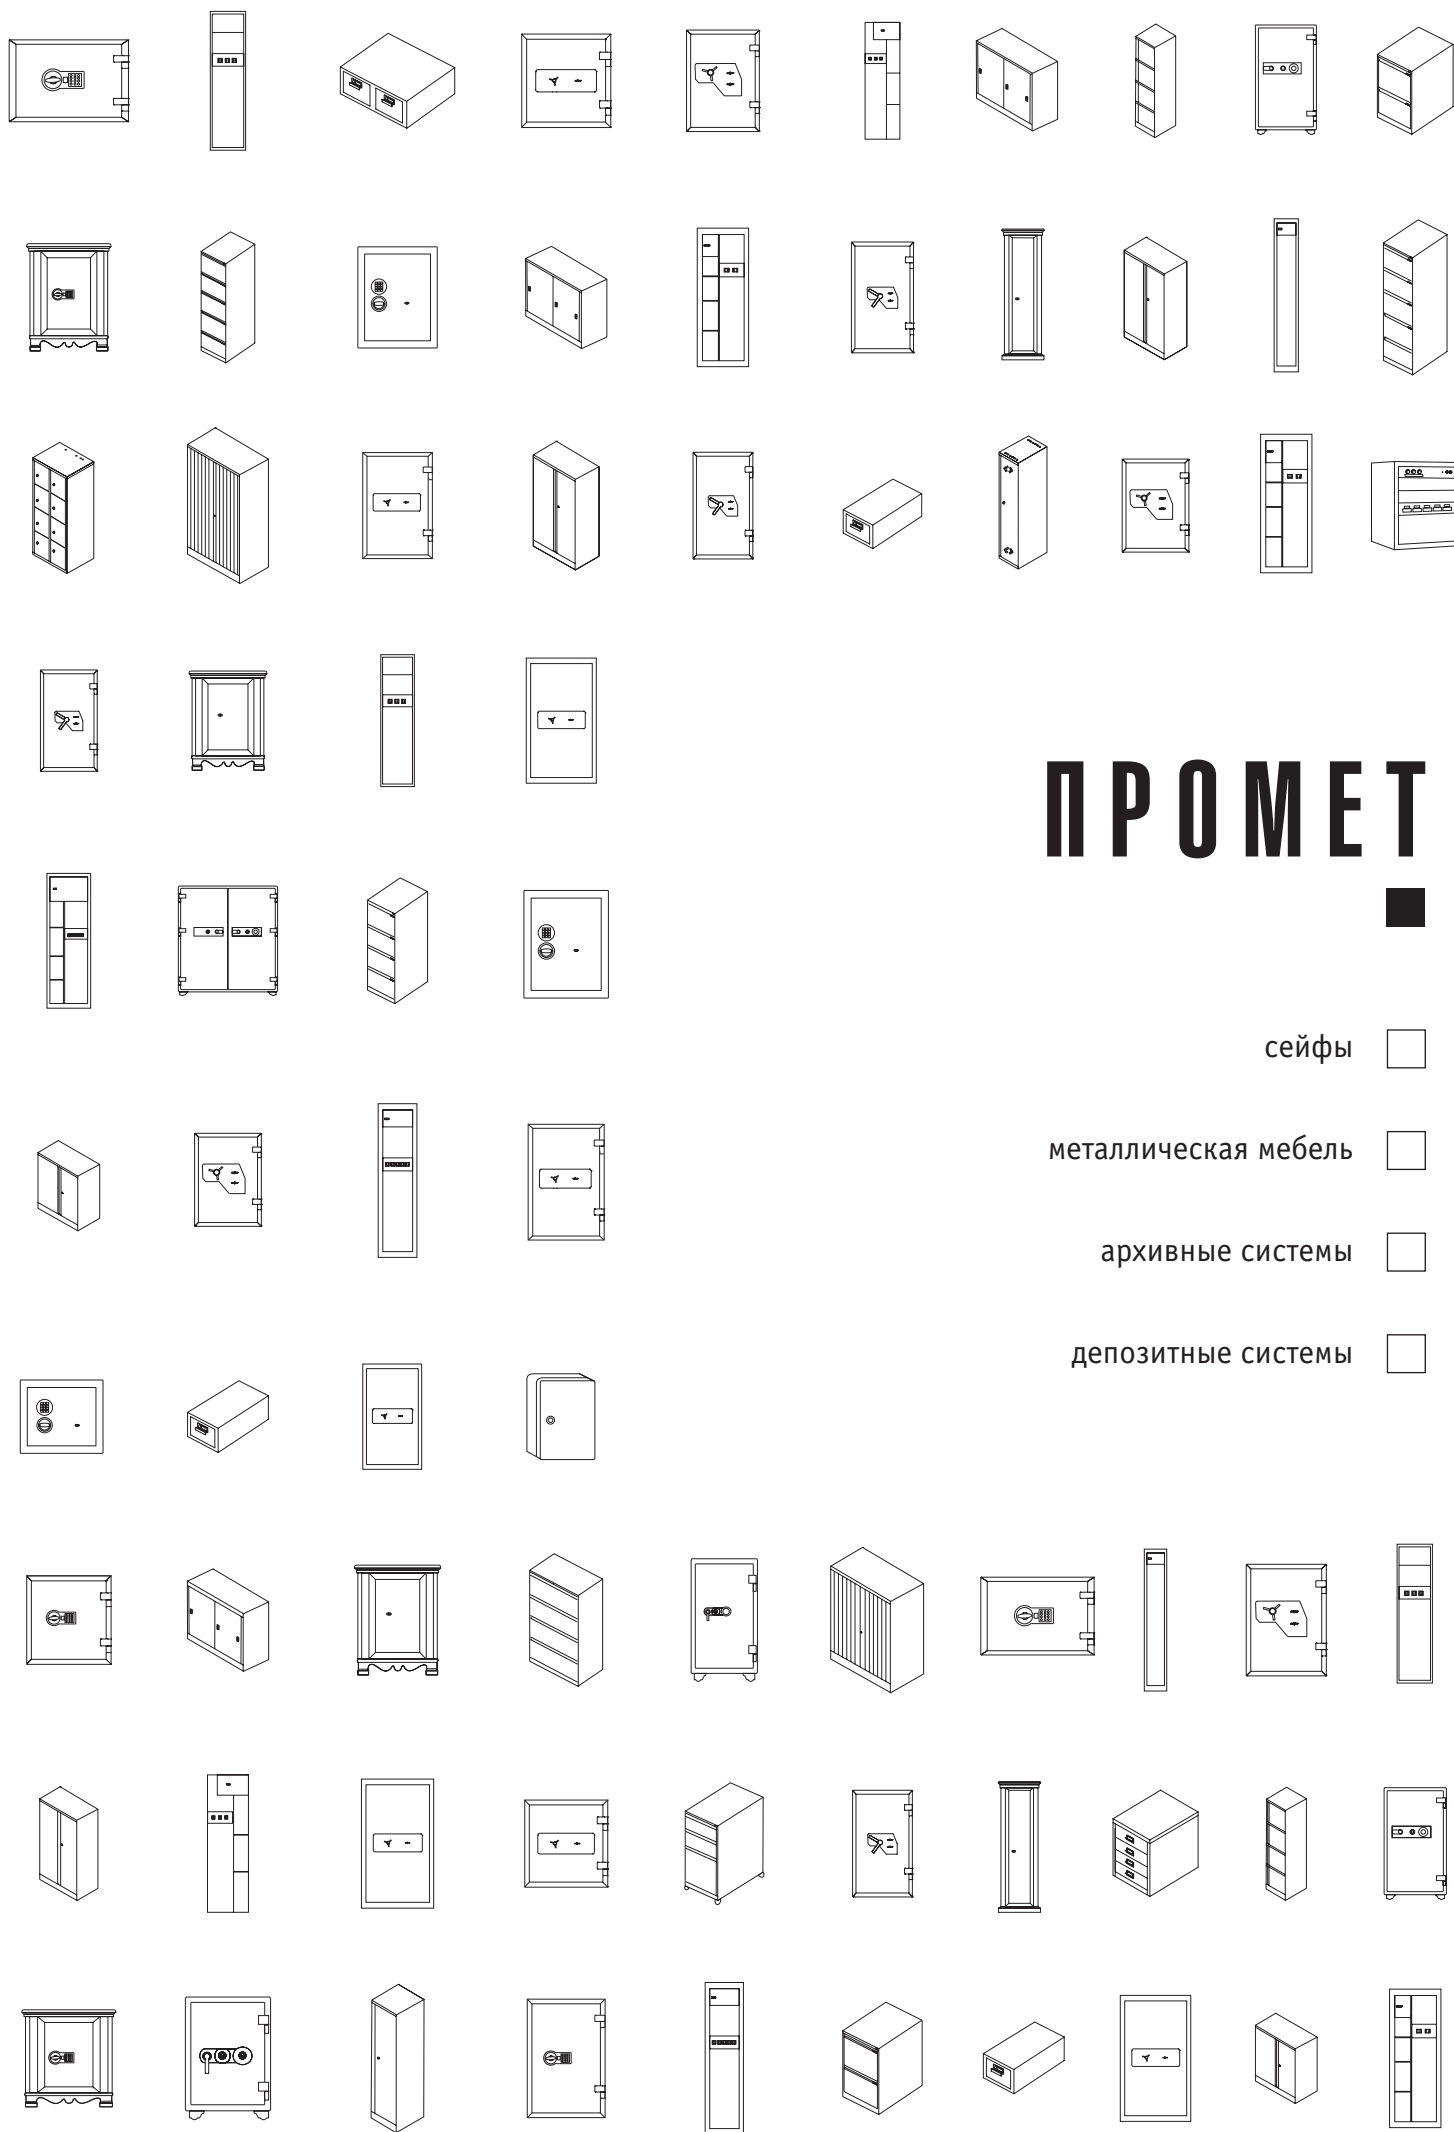 ПРОМЕТ
сейфы
металлическая мебель
архивные системы
депозитные системы